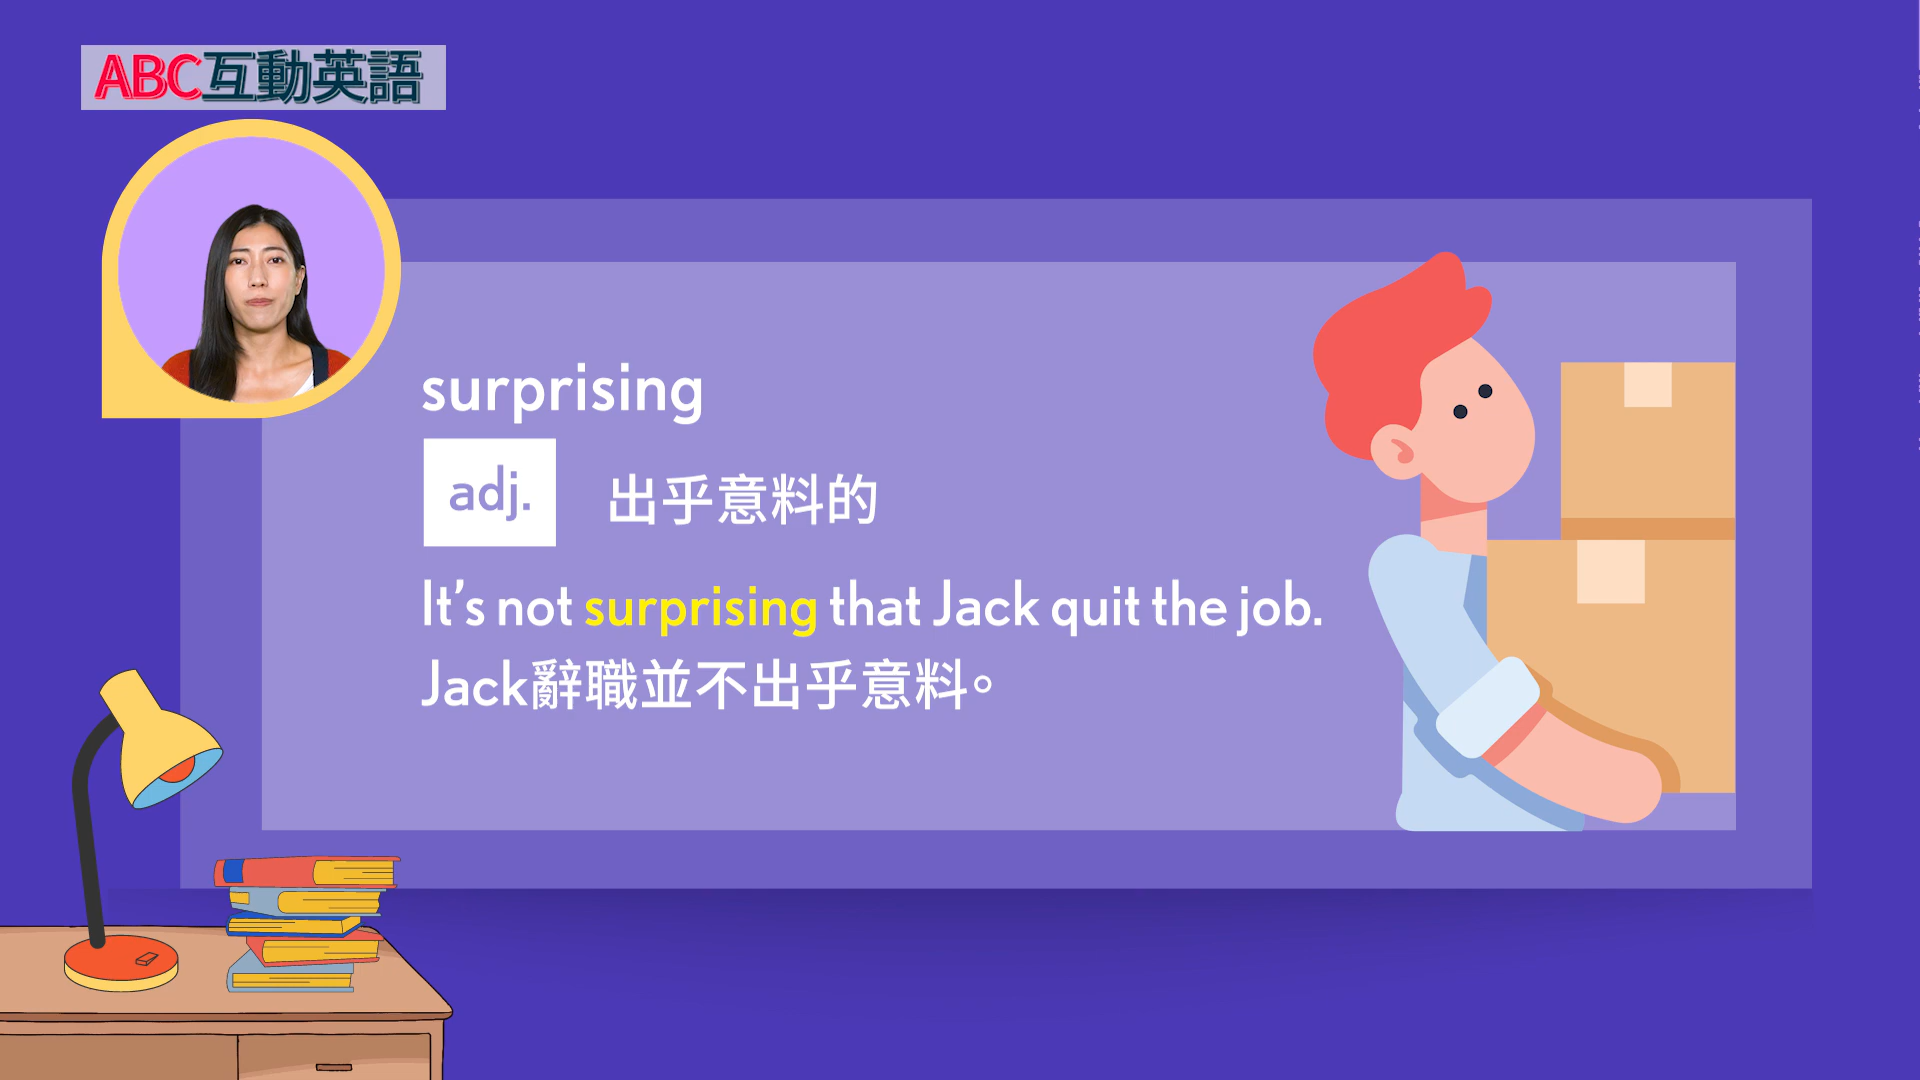 ABC互動英語
surprising
adj. 出乎意料的
It's not surprising that Jack quit the job.
Jack辭職並不出乎意料。